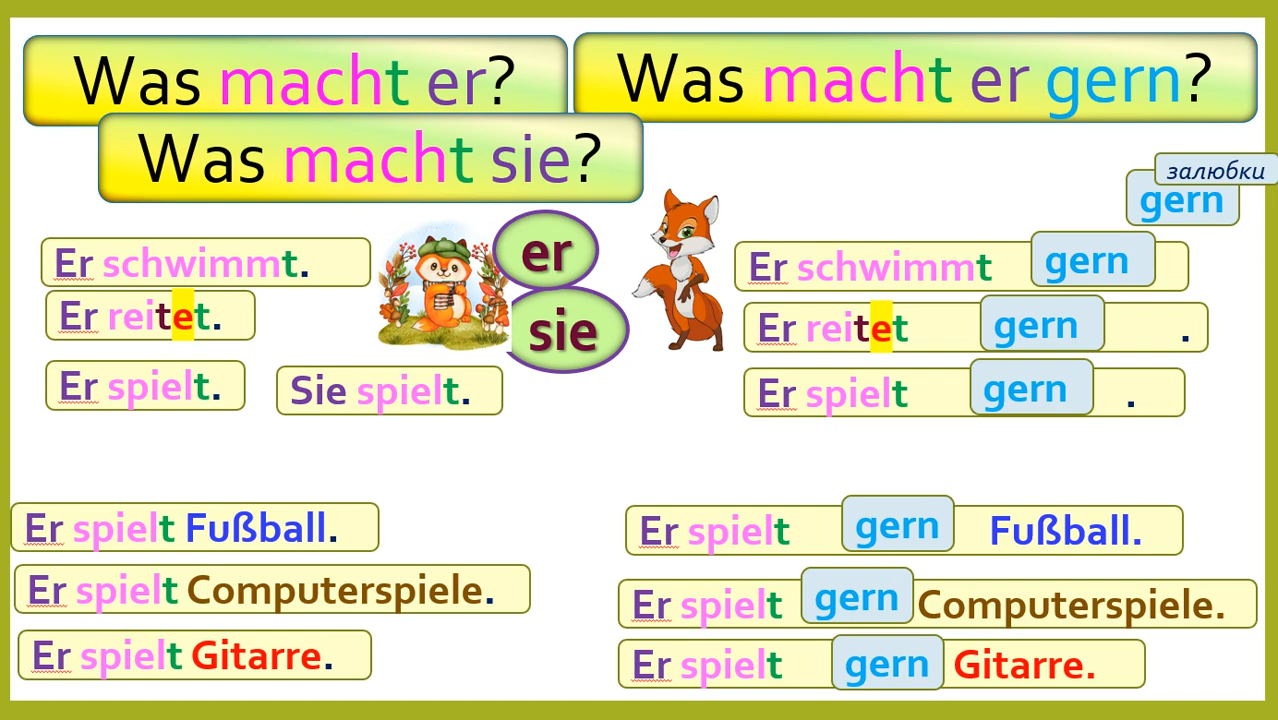 Was macht er?
Was macht er gern?
Was macht sie?
залюбки
gern
er
sie
Er schwimmt.
Er reitet.
Er spielt.
Sie spielt.
Er schwimmt gern
Er reitet gern .
Er spielt gern .
Er spielt Fußball.
Er spielt Computerspiele.
Er spielt Gitarre.
Er spielt gern Fußball.
Er spielt gern Computerspiele.
Er spielt gern Gitarre.